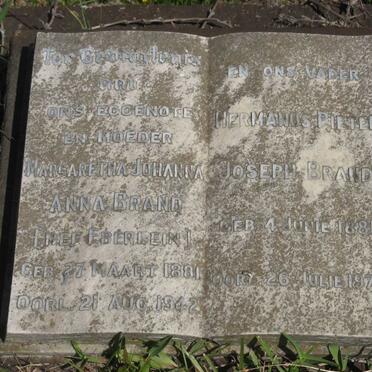 Ter Gedagtenis
van
ons eggenote
en moeder
Margaretha Johanna
Anna Brand
(Nee Eberlein)
Geb. 27 Maart 1881
Oorl. 21 Aug. 1942
en ons vader
Hermanus Pieter
Joseph Brand
Geb. 4 Junie
Oorl. 26 Julie